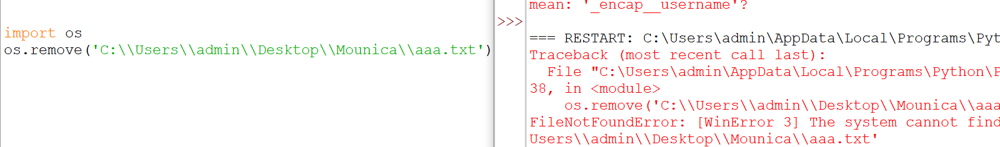 import os
os.remove('C:\\Users\\admin\\Desktop\\Mounica\\aaa.txt')
mean: '_encap__username'?
>>>
=== RESTART: C:\Users\admin\AppData\Local\Programs\Pyt
Traceback (most recent call last):
File "C:\Users\admin\AppData\Local\Programs\Python\P
38, in <module>
os.remove('C:\\Users\\admin\\Desktop\\Mounica\\aaa
FileNotFoundError: [WinError 3] The system cannot find
Users\\admin\\Desktop\\Mounica\\aaa.txt'